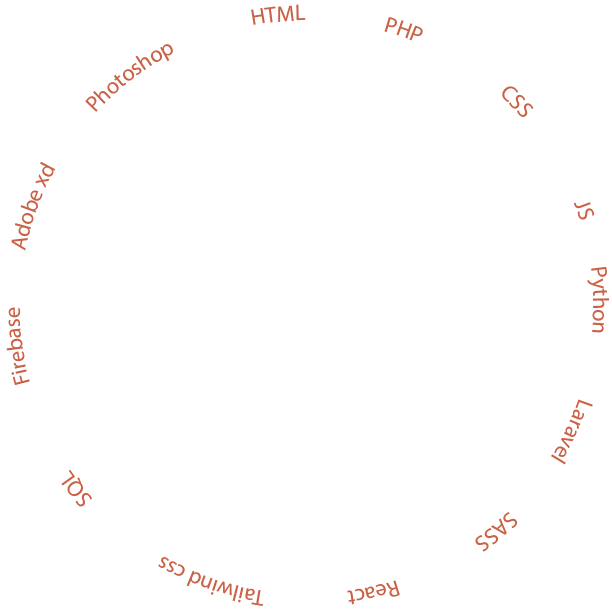 HTML
PHP
CSS
JS
Python
Laravel
SASS
React
Tailwind css
SQL
Firebase
Adobe xd
Photoshop